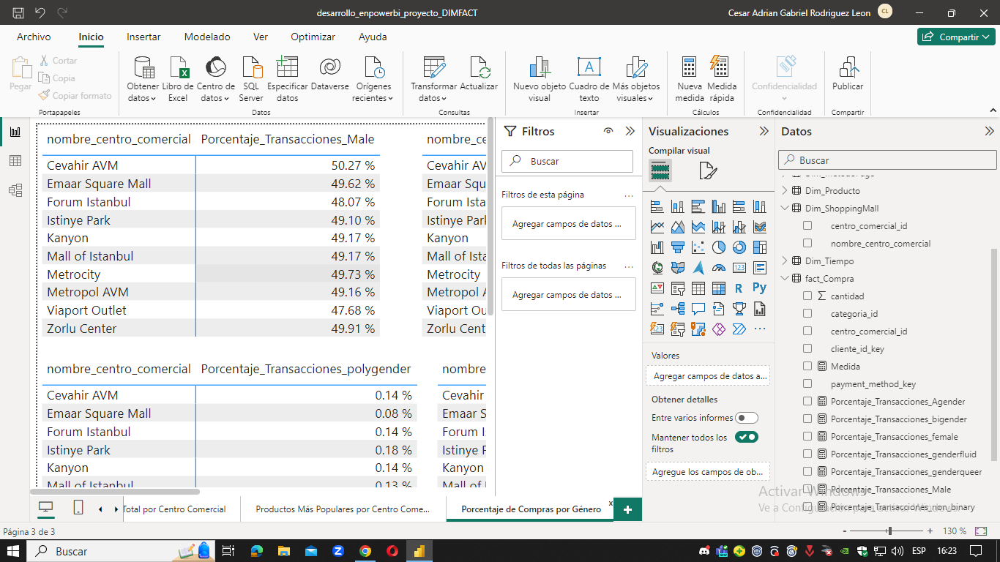 desarrollo_enpowerbi_proyecto_DIMFACT
Cesar Adrian Gabriel Rodriguez Leon
CL
Archivo
Inicio
Insertar
Modelado
Ver
Optimizar
Ayuda
Compartir
Pegar
Cortar
Copia
Copiar formato
Portapapeles
Obtener datos
Libro de Excel
Centro de datos
SQL Server
Especificar datos
Dataverse
Orígenes recientes
Datos
Transformar datos
Actualizar
Consultas
Nuevo objeto visual
Cuadro de texto
Más objetos visuales
Insertar
Nueva medida
Medida rápida
Cálculos
Confidencialidad
Confidencialidad
Publicar
Compartir
nombre_centro_comercial Porcentaje_Transacciones_Male
Cevahir AVM 50.27 %
Emaar Square Mall 49.62 %
Forum Istanbul 48.07 %
Istinye Park 49.10 %
Kanyon 49.17 %
Mall of Istanbul 49.17 %
Metrocity 49.73 %
Metropol AVM 49.16 %
Viaport Outlet 47.68 %
Zorlu Center 49.91 %
nombre_ce
Cevahir AV
Emaar Squ
Forum Ista
Istinye Parl
Kanyon
Mall of Ista
Metrocity
Metropol A
Viaport Ou
Zorlu Cent
nombre_centro_comercial Porcentaje_Transacciones_polygender
Cevahir AVM 0.14 %
Emaar Square Mall 0.08 %
Forum Istanbul 0.14 %
Istinye Park 0.18 %
Kanyon 0.14 %
Mall of Istanbul 0.13 %
nombre
Cevahir
Emaar S
Forum I
Istinye P
Kanyon
Mall of I
Filtros
Buscar
Filtros de esta página ...
Agregar campos de datos ...
Filtros de todas las páginas ...
Agregar campos de datos ...
Visualizaciones
Compilar visual
123
R
Py
123
...
Valores
Agregar campos de datos a...
Obtener detalles
Entre varios informes
Mantener todos los
filtros
Agregue los campos de ob...
Datos
Buscar
Dim_Producto
Dim_ShoppingMall
centro_comercial_id
nombre_centro_comercial
Dim_Tiempo
fact_Compra
cantidad
categoria_id
centro_comercial_id
cliente_id_key
Medida
payment_method_key
Porcentaje_Transacciones_Agender
Porcentaje_Transacciones_bigender
Porcentaje_Transacciones_female
Porcentaje_Transacciones_genderfluid
Porcentaje_Transacciones_genderqueer
Porcentaje_Transacciones_Male
Porcentaje_Transacciones_non_binary
Activar Windows
Ve a Configuración para activar Windows.
Total por Centro Comercial
Productos Más Populares por Centro Come...
Porcentaje de Compras por Género
x
+
Página 3 de 3
- + 130 %
Buscar
ESP
16:23